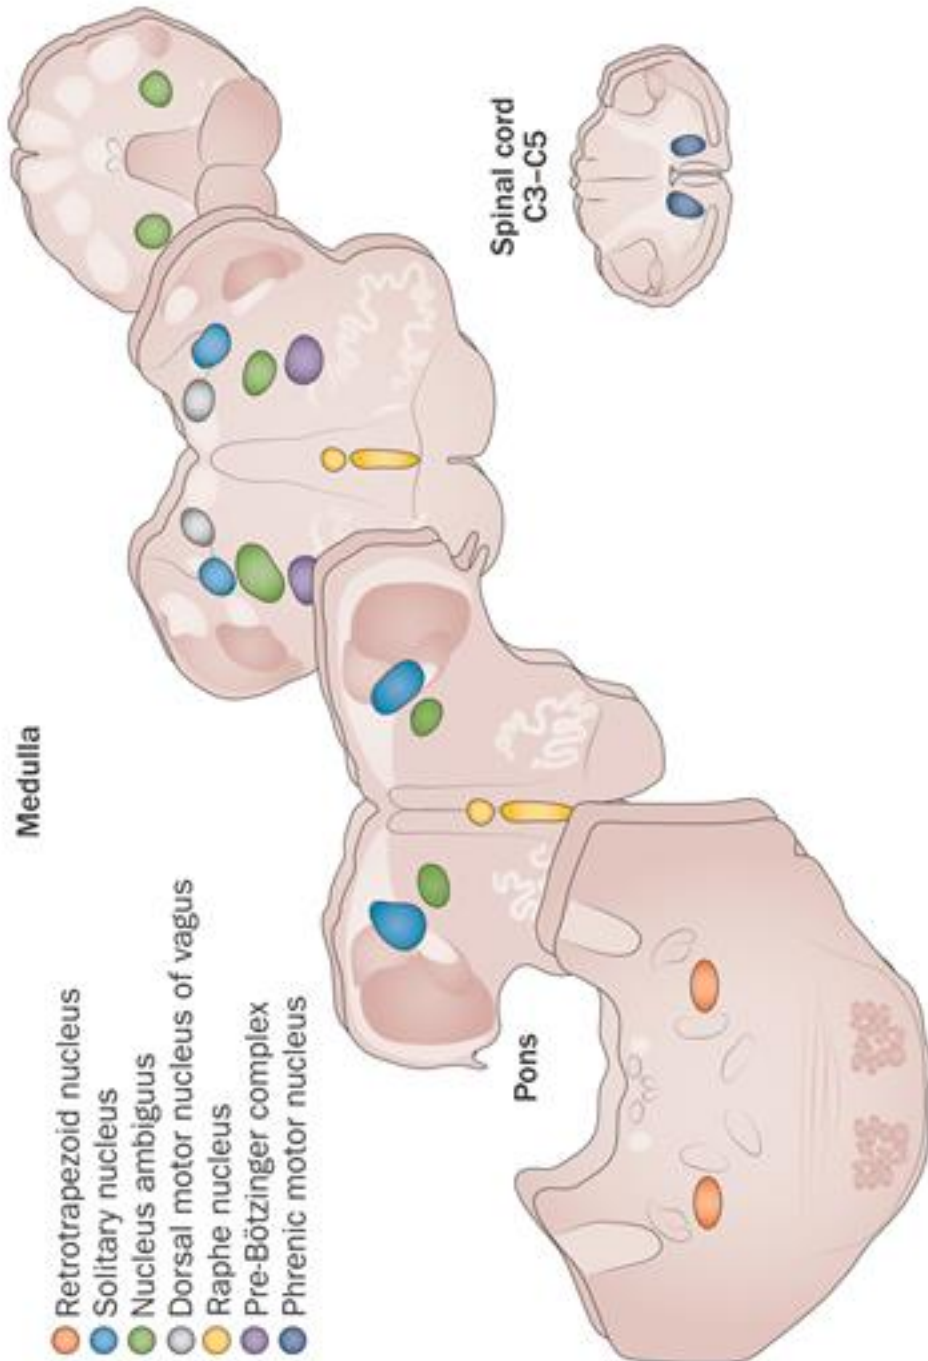 Medulla
Retrotrapezoid nucleus
Solitary nucleus
Nucleus ambiguus
Dorsal motor nucleus of vagus
Raphe nucleus
Pre-Bötzinger complex
Phrenic motor nucleus
Pons
Spinal cord
C3–C5